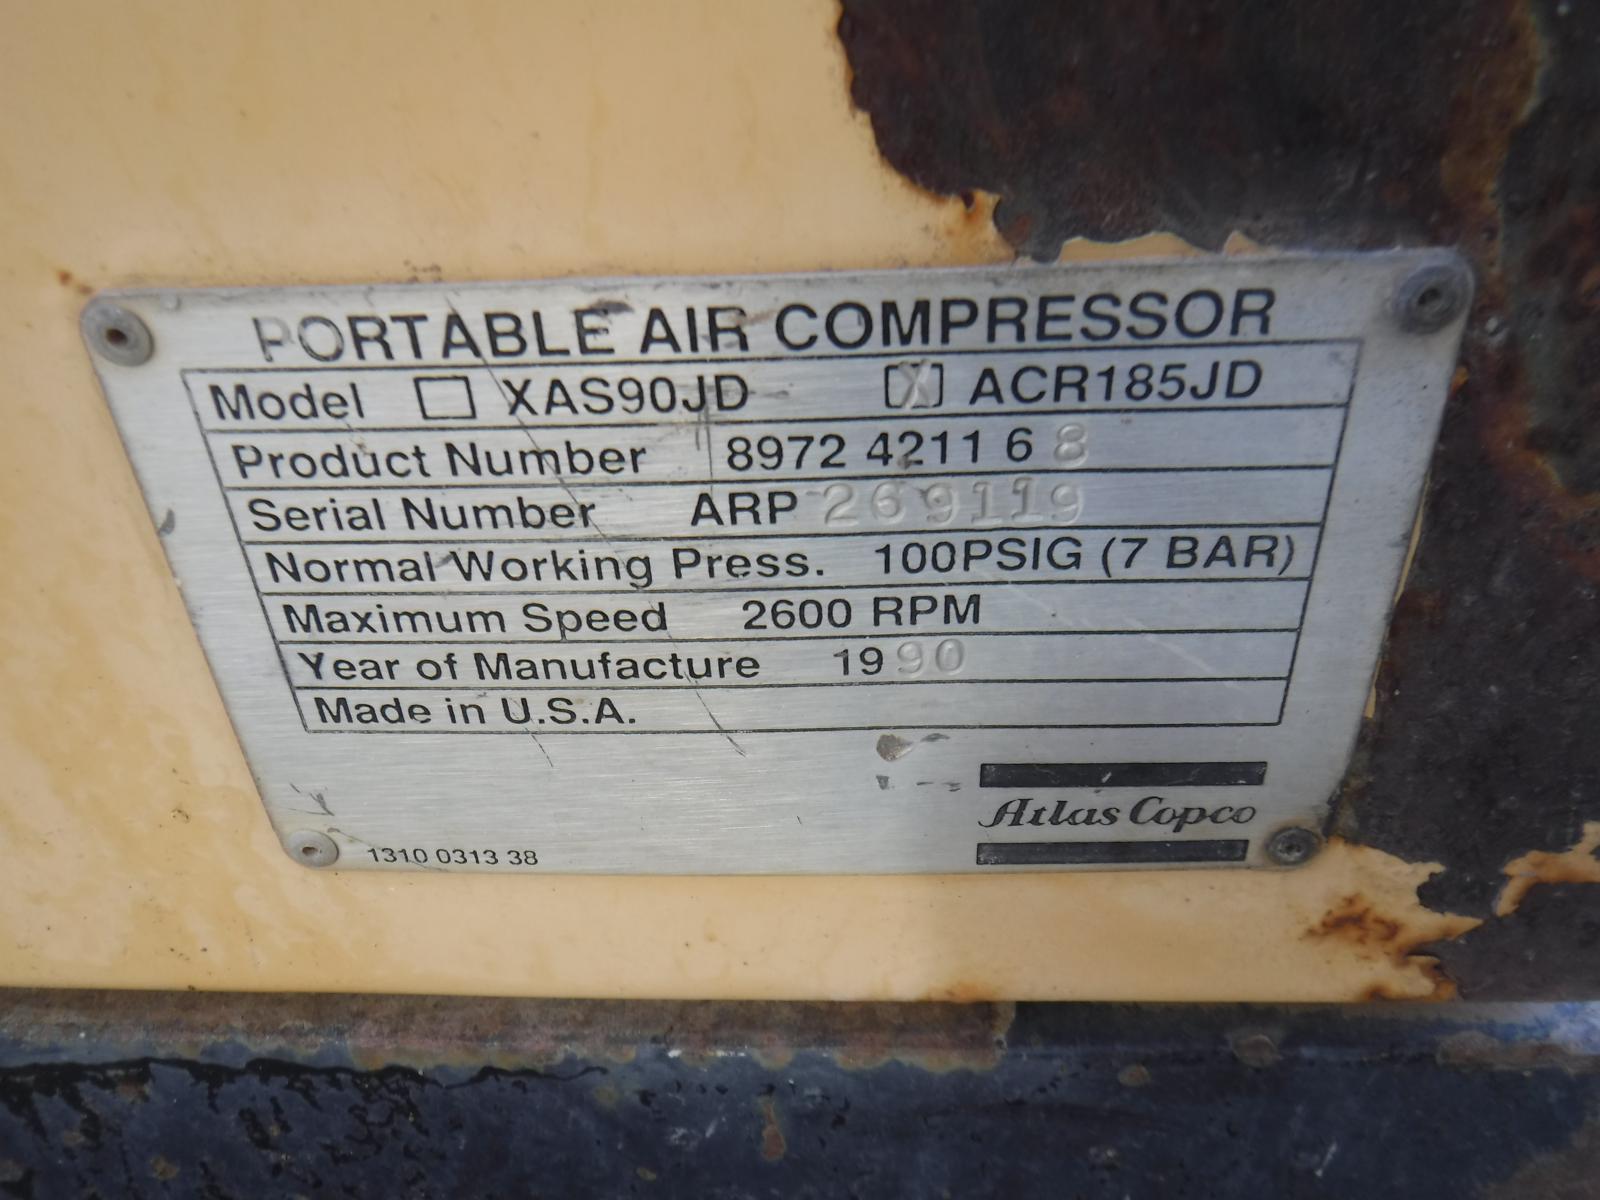 PORTABLE AIR COMPRESSOR
Model ☐ XAS90JD ☒ ACR185JD
Product Number 8972 4211 6 8
Serial Number ARP 269119
Normal Working Press. 100PSIG (7 BAR)
Maximum Speed 2600 RPM
Year of Manufacture 1990
Made in U.S.A.
Atlas Copco
1310 0313 38